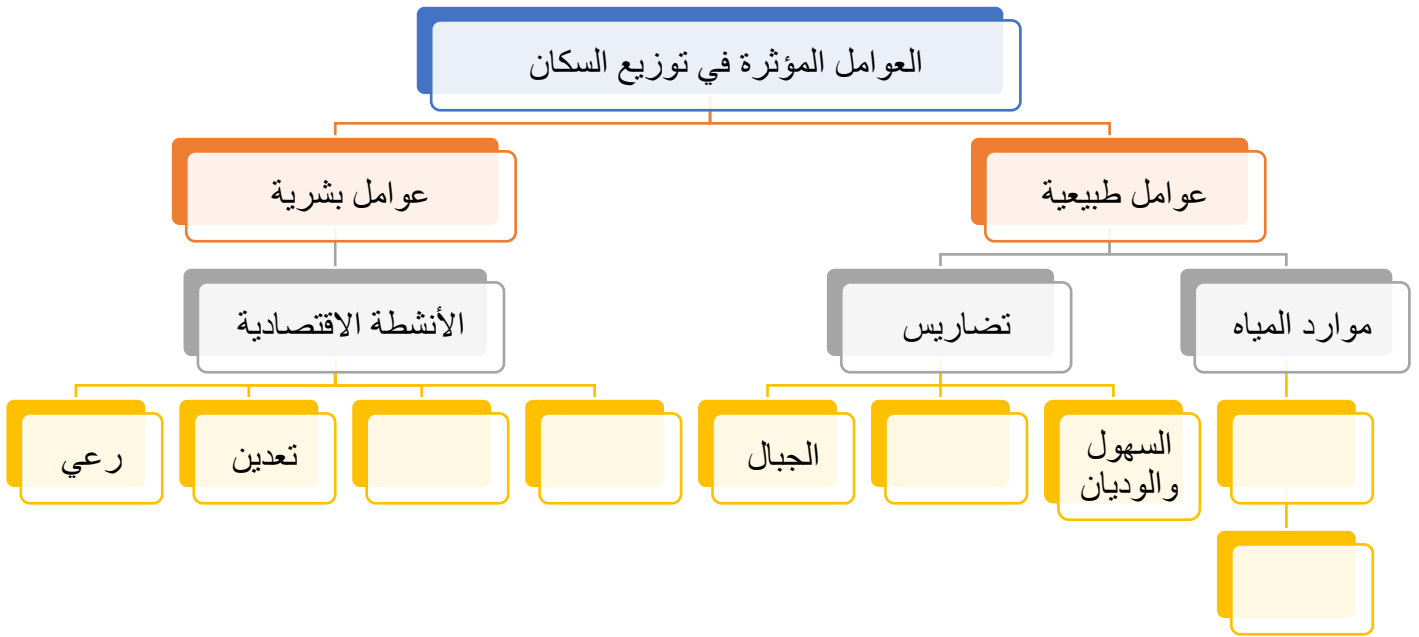 العوامل المؤثرة في توزيع السكان
عوامل طبيعية
عوامل بشرية
موارد المياه
تضاريس
الأنشطة الاقتصادية
السهول
والوديان
الجبال
تعدين
رعي